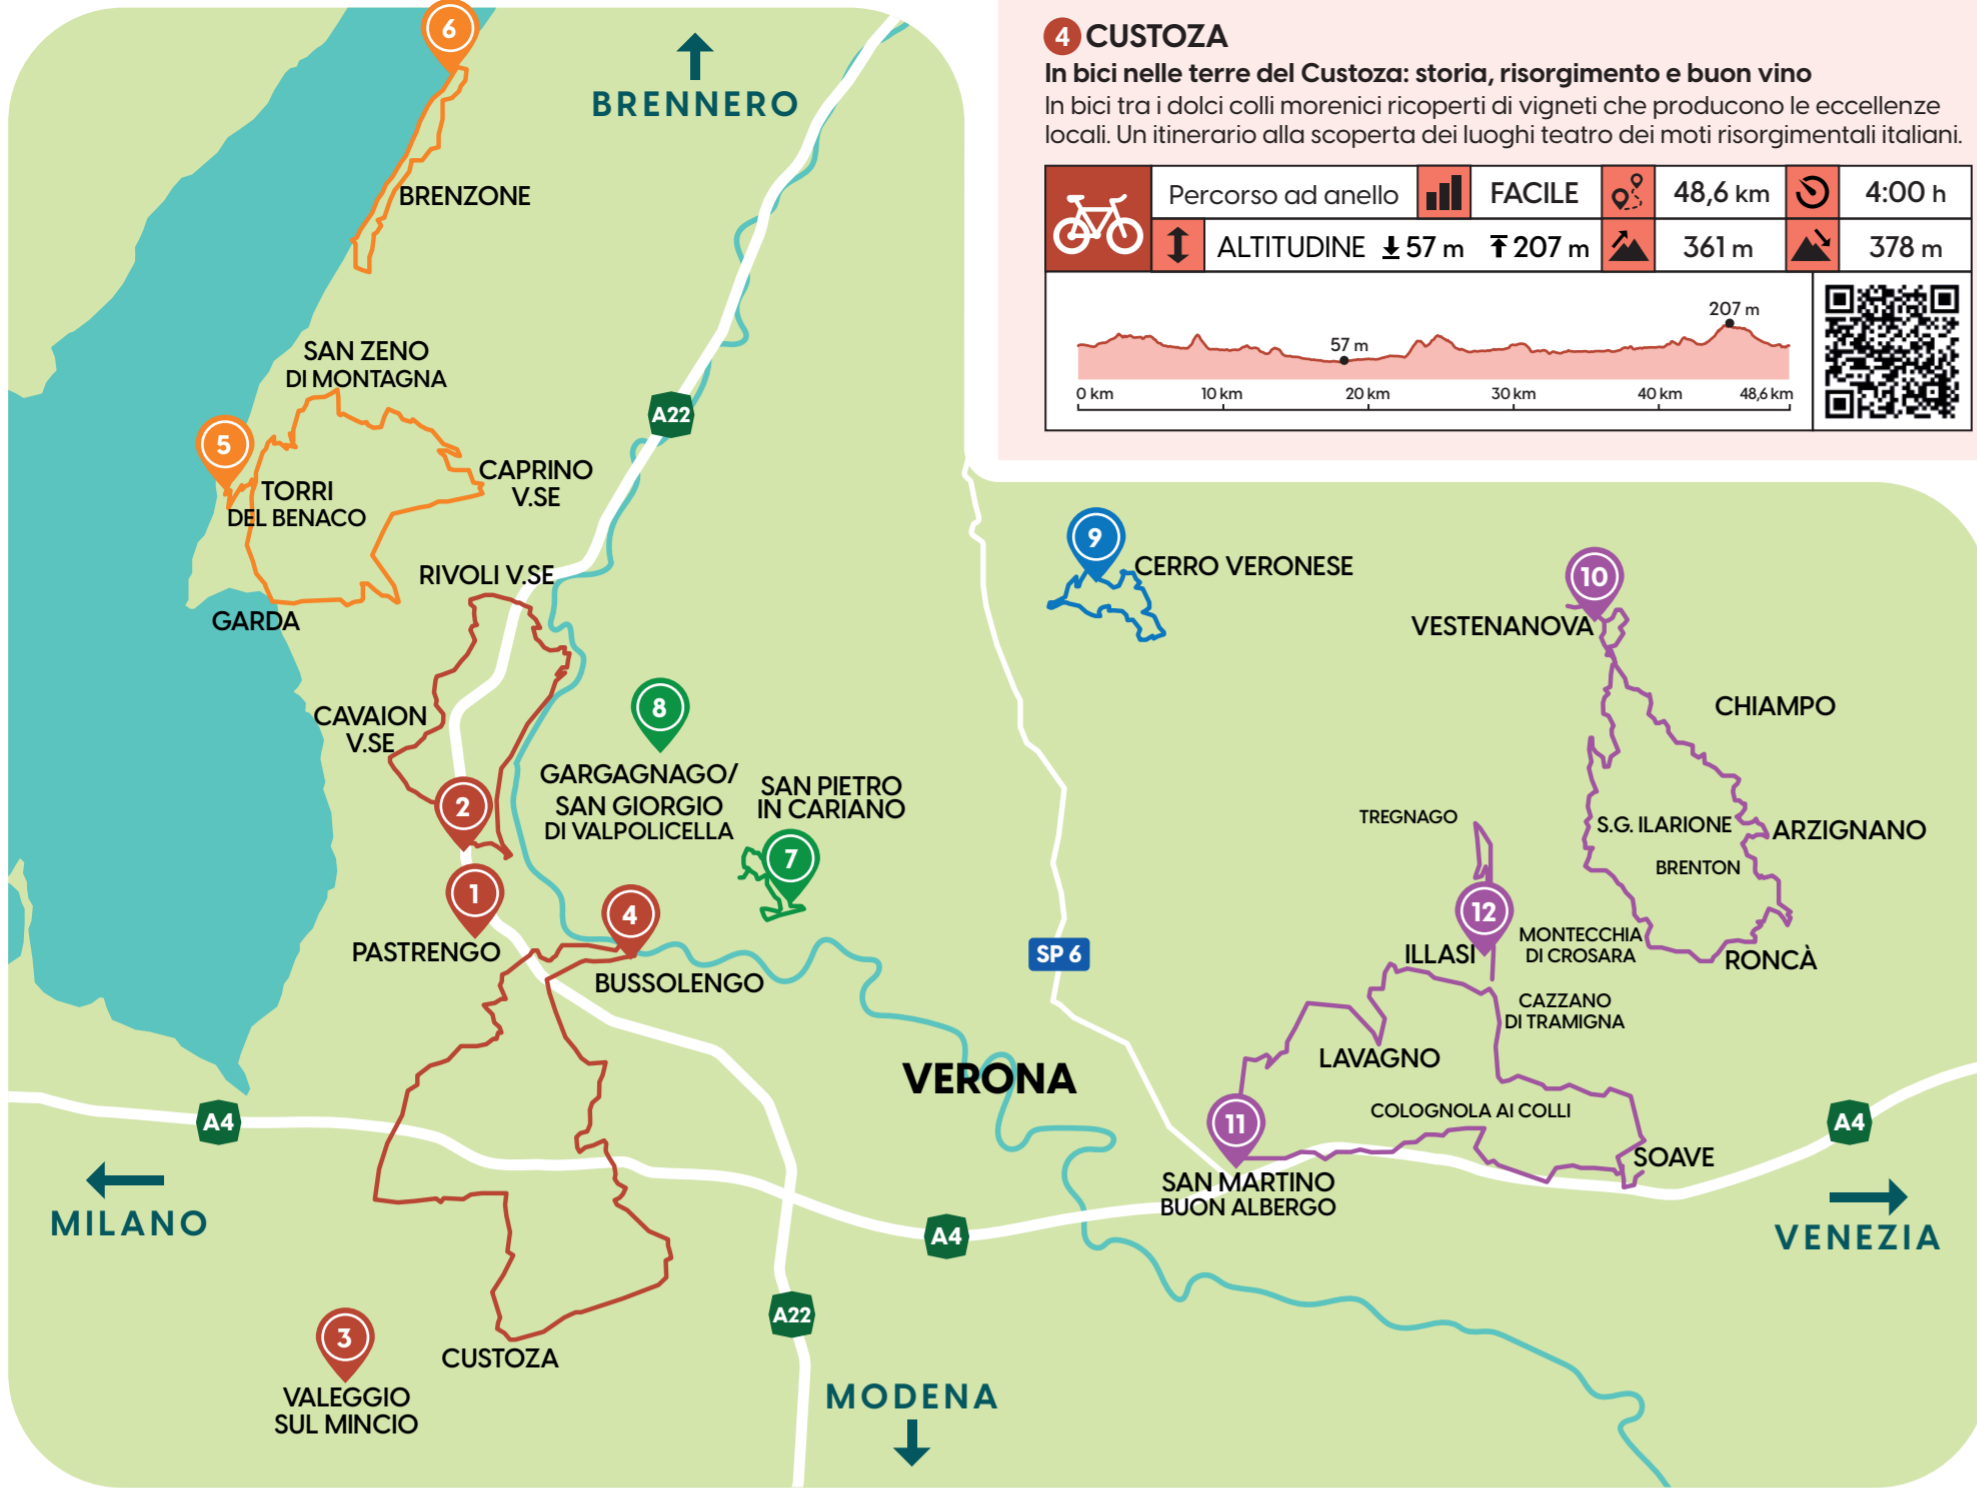 6
BRENNERO
BRENZONE
SAN ZENO
DI MONTAGNA
A22
5
TORRI
DEL BENACO
CAPRINO
V.SE
RIVOLI V.SE
GARDA
CAVAION
V.SE
8
GARGAGNAGO/
SAN GIORGIO
DI VALPOLICELLA
SAN PIETRO
IN CARIANO
7
2
1
PASTRENGO
4
BUSSOLENGO
VERONA
A4
MILANO
A4
A22
3
VALEGGIO
SUL MINCIO
CUSTOZA
MODENA
4 CUSTOZA
In bici nelle terre del Custoza: storia, risorgimento e buon vino
In bici tra i dolci colli morenici ricoperti di vigneti che producono le eccellenze
locali. Un itinerario alla scoperta dei luoghi teatro dei moti risorgimentali italiani.
Percorso ad anello FACILE 48,6 km 4:00 h
ALTITUDINE 57 m 207 m 361 m 378 m
207 m
57 m
0 km 10 km 20 km 30 km 40 km 48,6 km
9
CERRO VERONESE
10
VESTENANOVA
CHIAMPO
TREGNAGO
S.G. ILARIONE
ARZIGNANO
BRENTON
12
ILLASI
MONTECCHIA
DI CROSARA
RONCÀ
SP 6
CAZZANO
DI TRAMIGNA
LAVAGNO
COLOGNOLA AI COLLI
11
SAN MARTINO
BUON ALBERGO
SOAVE
A4
VENEZIA